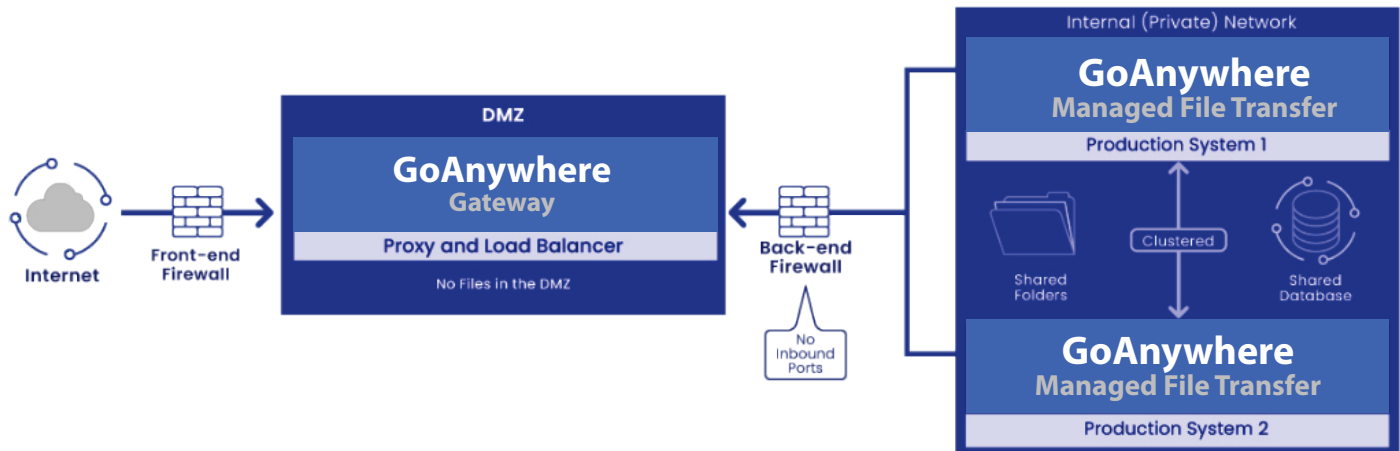 Internet
Front-end
Firewall
DMZ
GoAnywhere
Gateway
Proxy and Load Balancer
No Files in the DMZ
Back-end
Firewall
No
Inbound
Ports
Internal (Private) Network
GoAnywhere
Managed File Transfer
Production System 1
Shared
Folders
Clustered
Shared
Database
GoAnywhere
Managed File Transfer
Production System 2